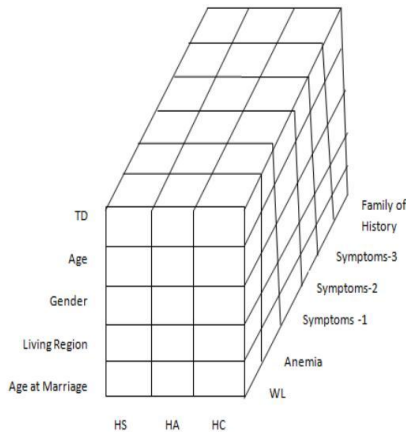 TD
Age
Gender
Living Region
Age at Marriage
HS HA HC
WL
Anemia
Symptoms -1
Symptoms-2
Symptoms-3
Family of
History